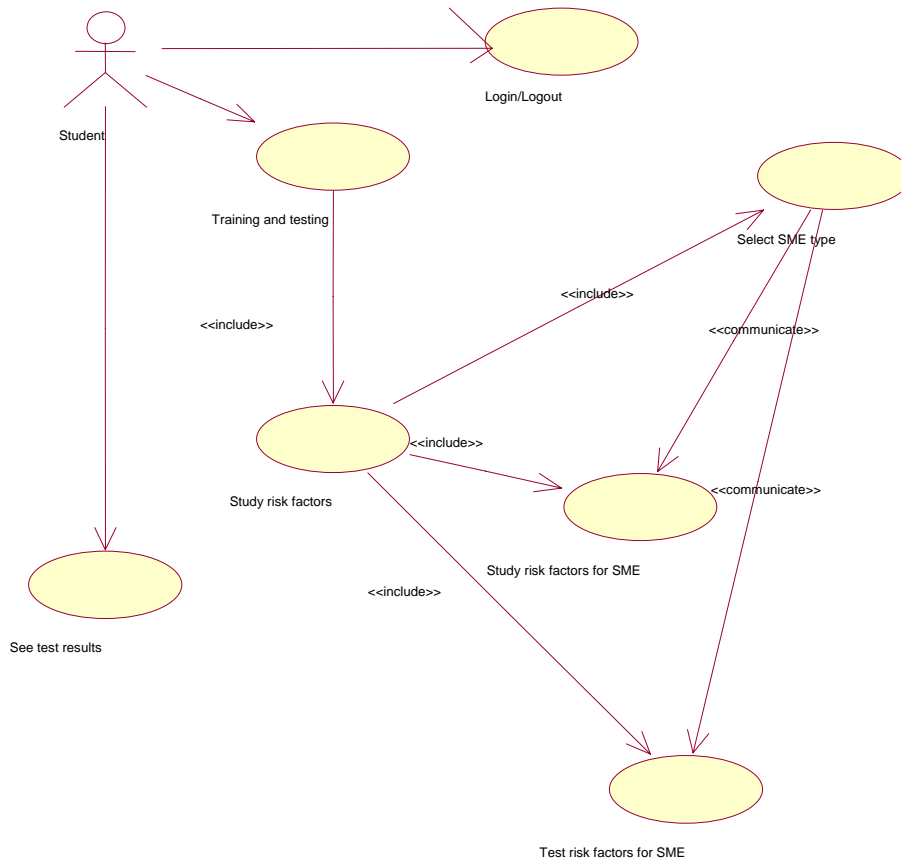 Login/Logout
Student
Training and testing
Select SME type
<<include>>
<<include>>
<<communicate>>
<<include>>
<<communicate>>
Study risk factors
Study risk factors for SME
<<include>>
See test results
Test risk factors for SME